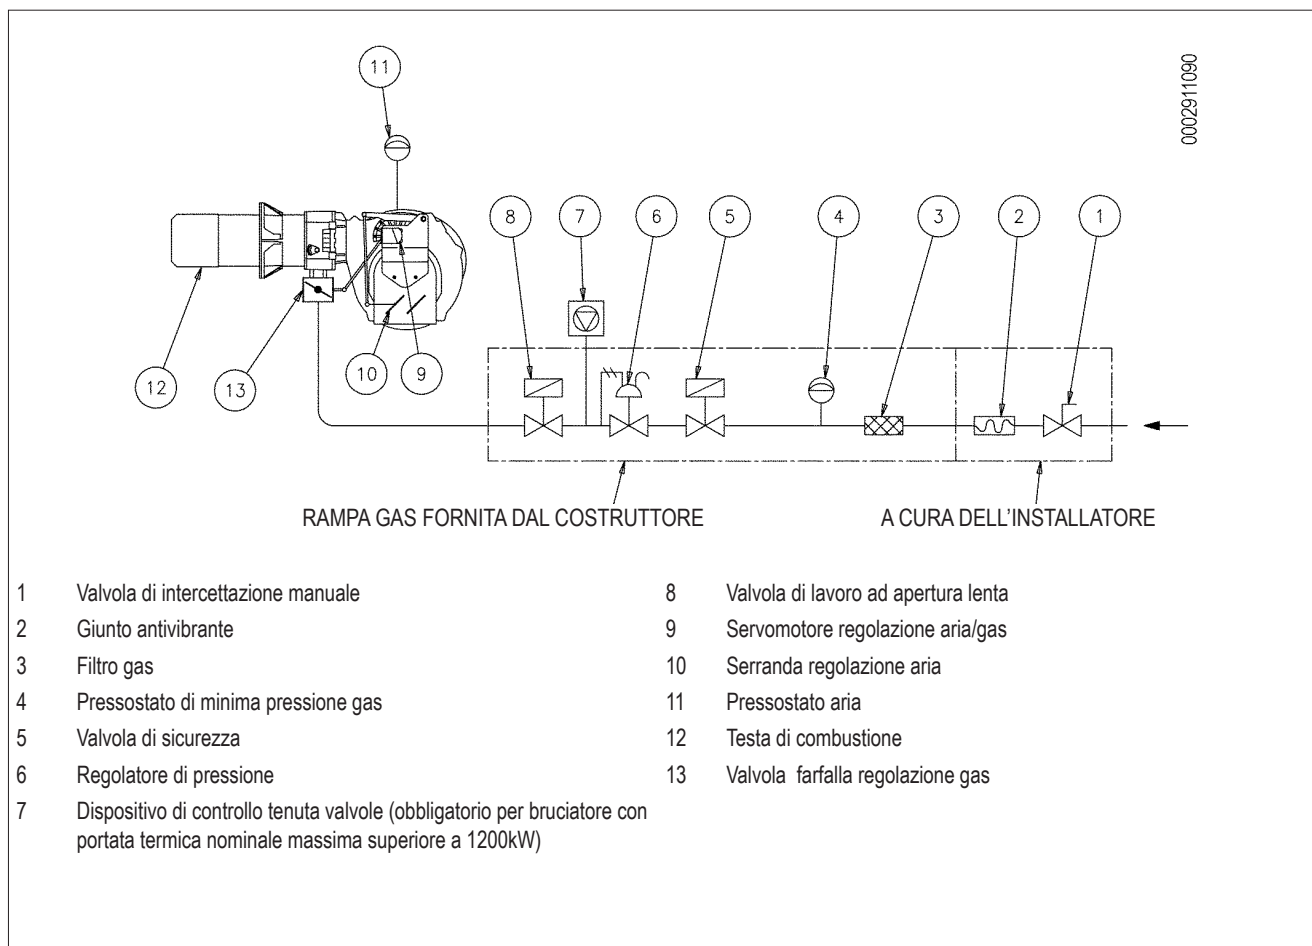 11
0002911090
8
7
6
5
4
3
2
1
12
13
10
9
RAMPA GAS FORNITA DAL COSTRUTTORE
A CURA DELL'INSTALLATORE
1 Valvola di intercettazione manuale
2 Giunto antivibrante
3 Filtro gas
4 Pressostato di minima pressione gas
5 Valvola di sicurezza
6 Regolatore di pressione
7 Dispositivo di controllo tenuta valvole (obbligatorio per bruciatore con
portata termica nominale massima superiore a 1200kW)
8 Valvola di lavoro ad apertura lenta
9 Servomotore regolazione aria/gas
10 Serranda regolazione aria
11 Pressostato aria
12 Testa di combustione
13 Valvola farfalla regolazione gas